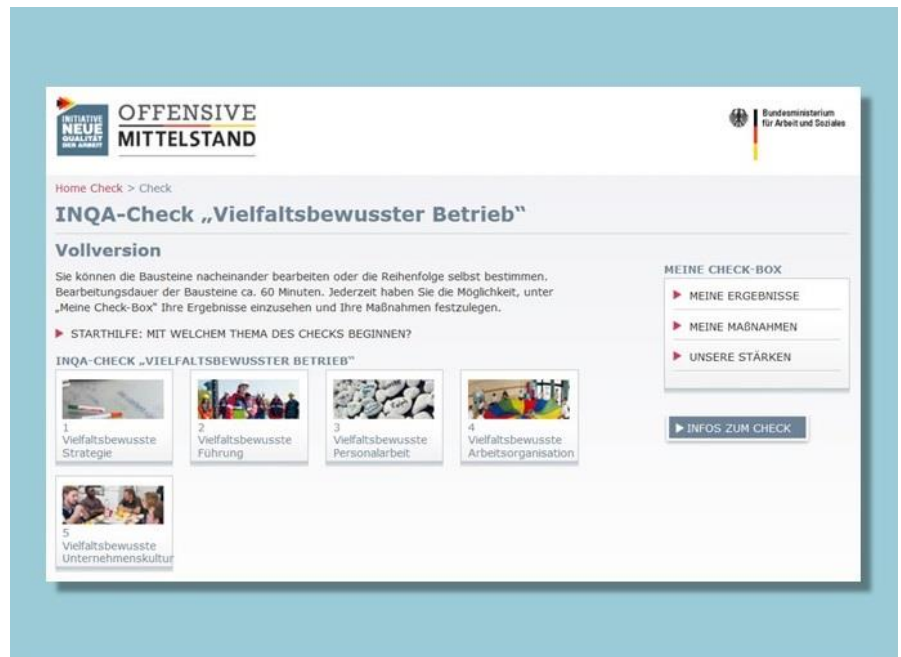 INITIATIVE
NEUE
QUALITÄT
DER ARBEIT
OFFENSIVE
MITTELSTAND
Bundesministerium
für Arbeit und Soziales
Home Check > Check
INQA-Check „Vielfaltsbewusster Betrieb“
Vollversion
Sie können die Bausteine nacheinander bearbeiten oder die Reihenfolge selbst bestimmen.
Bearbeitungsdauer der Bausteine ca. 60 Minuten. Jederzeit haben Sie die Möglichkeit, unter
„Meine Check-Box" Ihre Ergebnisse einzusehen und Ihre Maßnahmen festzulegen.
STARTHILFE: MIT WELCHEM THEMA DES CHECKS BEGINNEN?
INQA-CHECK „VIELFALTSBEWUSSTER BETRIEB"
1
Vielfaltsbewusste
Strategie
2
Vielfaltsbewusste
Führung
3
Vielfaltsbewusste
Personalarbeit
4
Vielfaltsbewusste
Arbeitsorganisation
5
Vielfaltsbewusste
Unternehmenskultur
MEINE CHECK-BOX
MEINE ERGEBNISSE
MEINE MAßNAHMEN
UNSERE STÄRKEN
INFOS ZUM CHECK